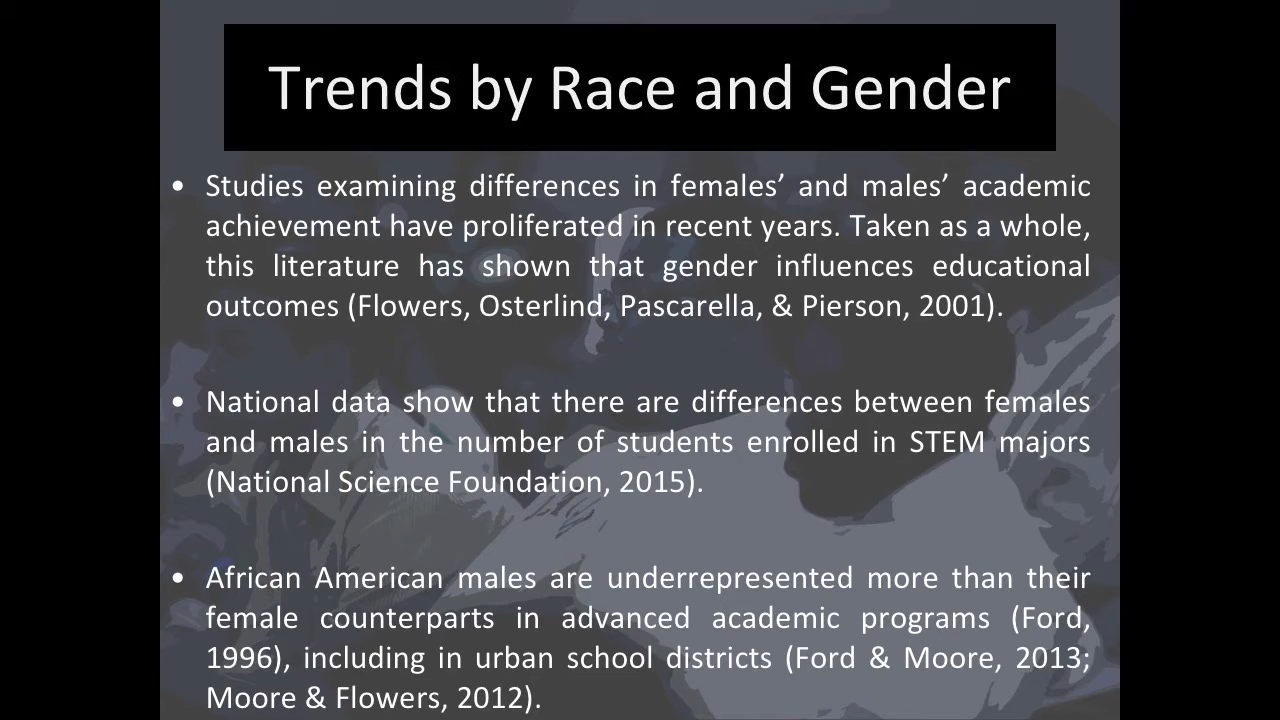 Trends by Race and Gender
• Studies examining differences in females’ and males’ academic
achievement have proliferated in recent years. Taken as a whole,
this literature has shown that gender influences educational
outcomes (Flowers, Osterlind, Pascarella, & Pierson, 2001).
• National data show that there are differences between females
and males in the number of students enrolled in STEM majors
(National Science Foundation, 2015).
• African American males are underrepresented more than their
female counterparts in advanced academic programs (Ford,
1996), including in urban school districts (Ford & Moore, 2013;
Moore & Flowers, 2012).